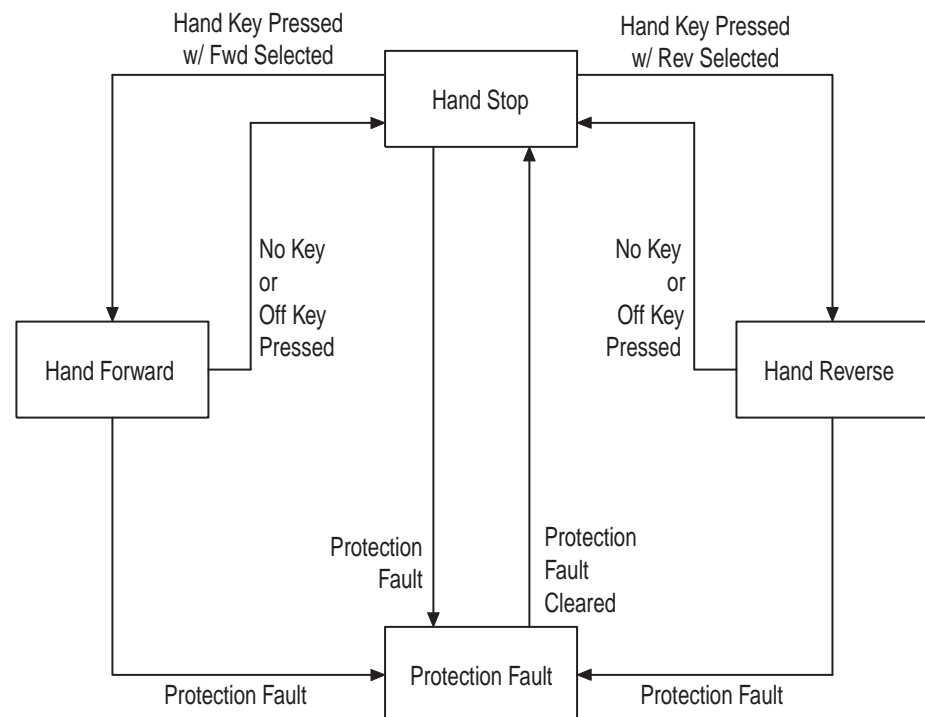 Hand Key Pressed
w/ Fwd Selected
Hand Key Pressed
w/ Rev Selected
Hand Stop
No Key
or
Off Key
Pressed
No Key
or
Off Key
Pressed
Hand Forward
Hand Reverse
Protection
Fault
Protection
Fault
Cleared
Protection Fault
Protection Fault
Protection Fault